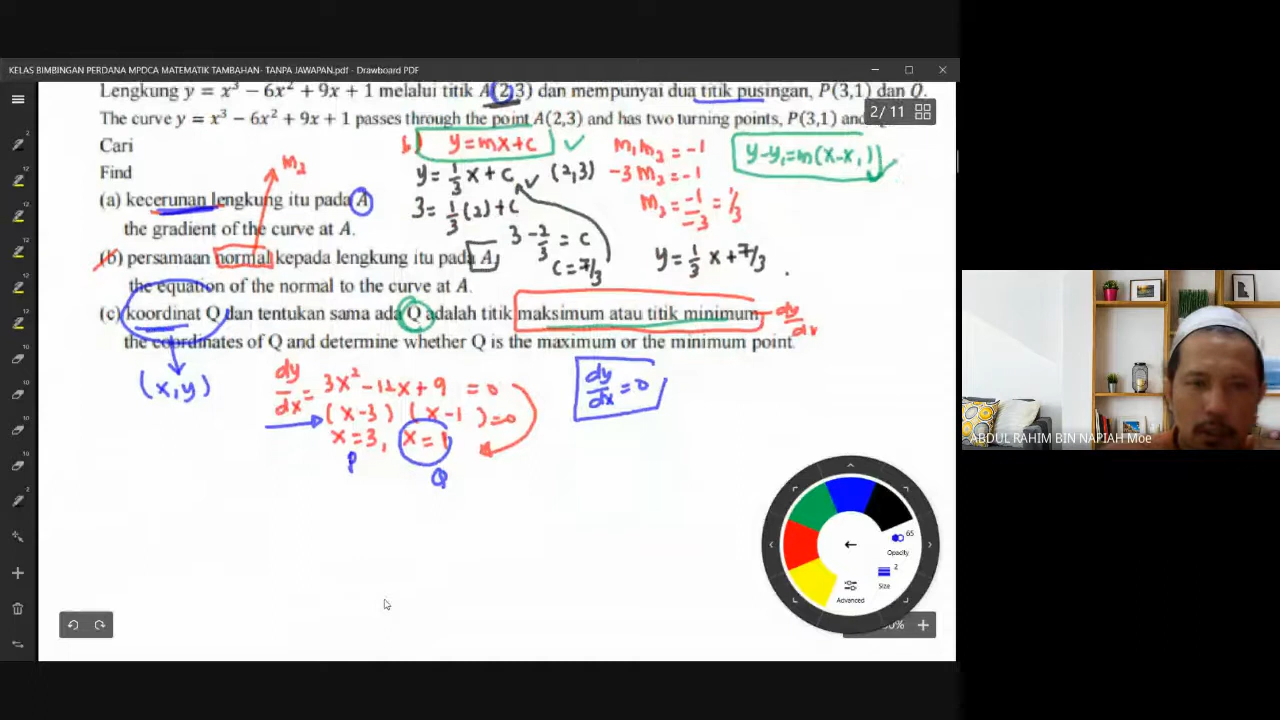 KELAS BIMBINGAN PERDANA MPDCA MATEMATIK TAMBAHAN- TANPA JAWAPAN.pdf - Drawboard PDF
Lengkung y = x³ − 6x² + 9x + 1 melalui titik A(2,3) dan mempunyai dua titik pusingan, P(3,1) dan Q.
The curve y = x³ − 6x² + 9x + 1 passes through the point A(2,3) and has two turning points, P(3,1) and
2/11
Cari
Find
b) y=mx+c ✓
m₁m₂ = -1
-3m₂ = -1
m₂ = -1/-3 = 1/3
y-y₁=m(x-x₁) ✓
m₂
y = 1/3 x + c (2,3)
3 = 1/3 (2) + c
3 - 2/3 = c
c = 7/3
y = 1/3 x + 7/3
(a) kecerunan lengkung itu pada A
the gradient of the curve at A.
(b) persamaan normal kepada lengkung itu pada A.
the equation of the normal to the curve at A.
(c) koordinat Q dan tentukan sama ada Q adalah titik maksimum atau titik minimum
dy/dx
the coordinates of Q and determine whether Q is the maximum or the minimum point.
(x,y)
dy/dx = 3x² -12x + 9 = 0
(x-3) (x-1) = 0
x=3, x=1
P Q
dy/dx = 0
65
Opacity
2
Size
Advanced
ABDUL RAHIM BIN NAPIAH Moe